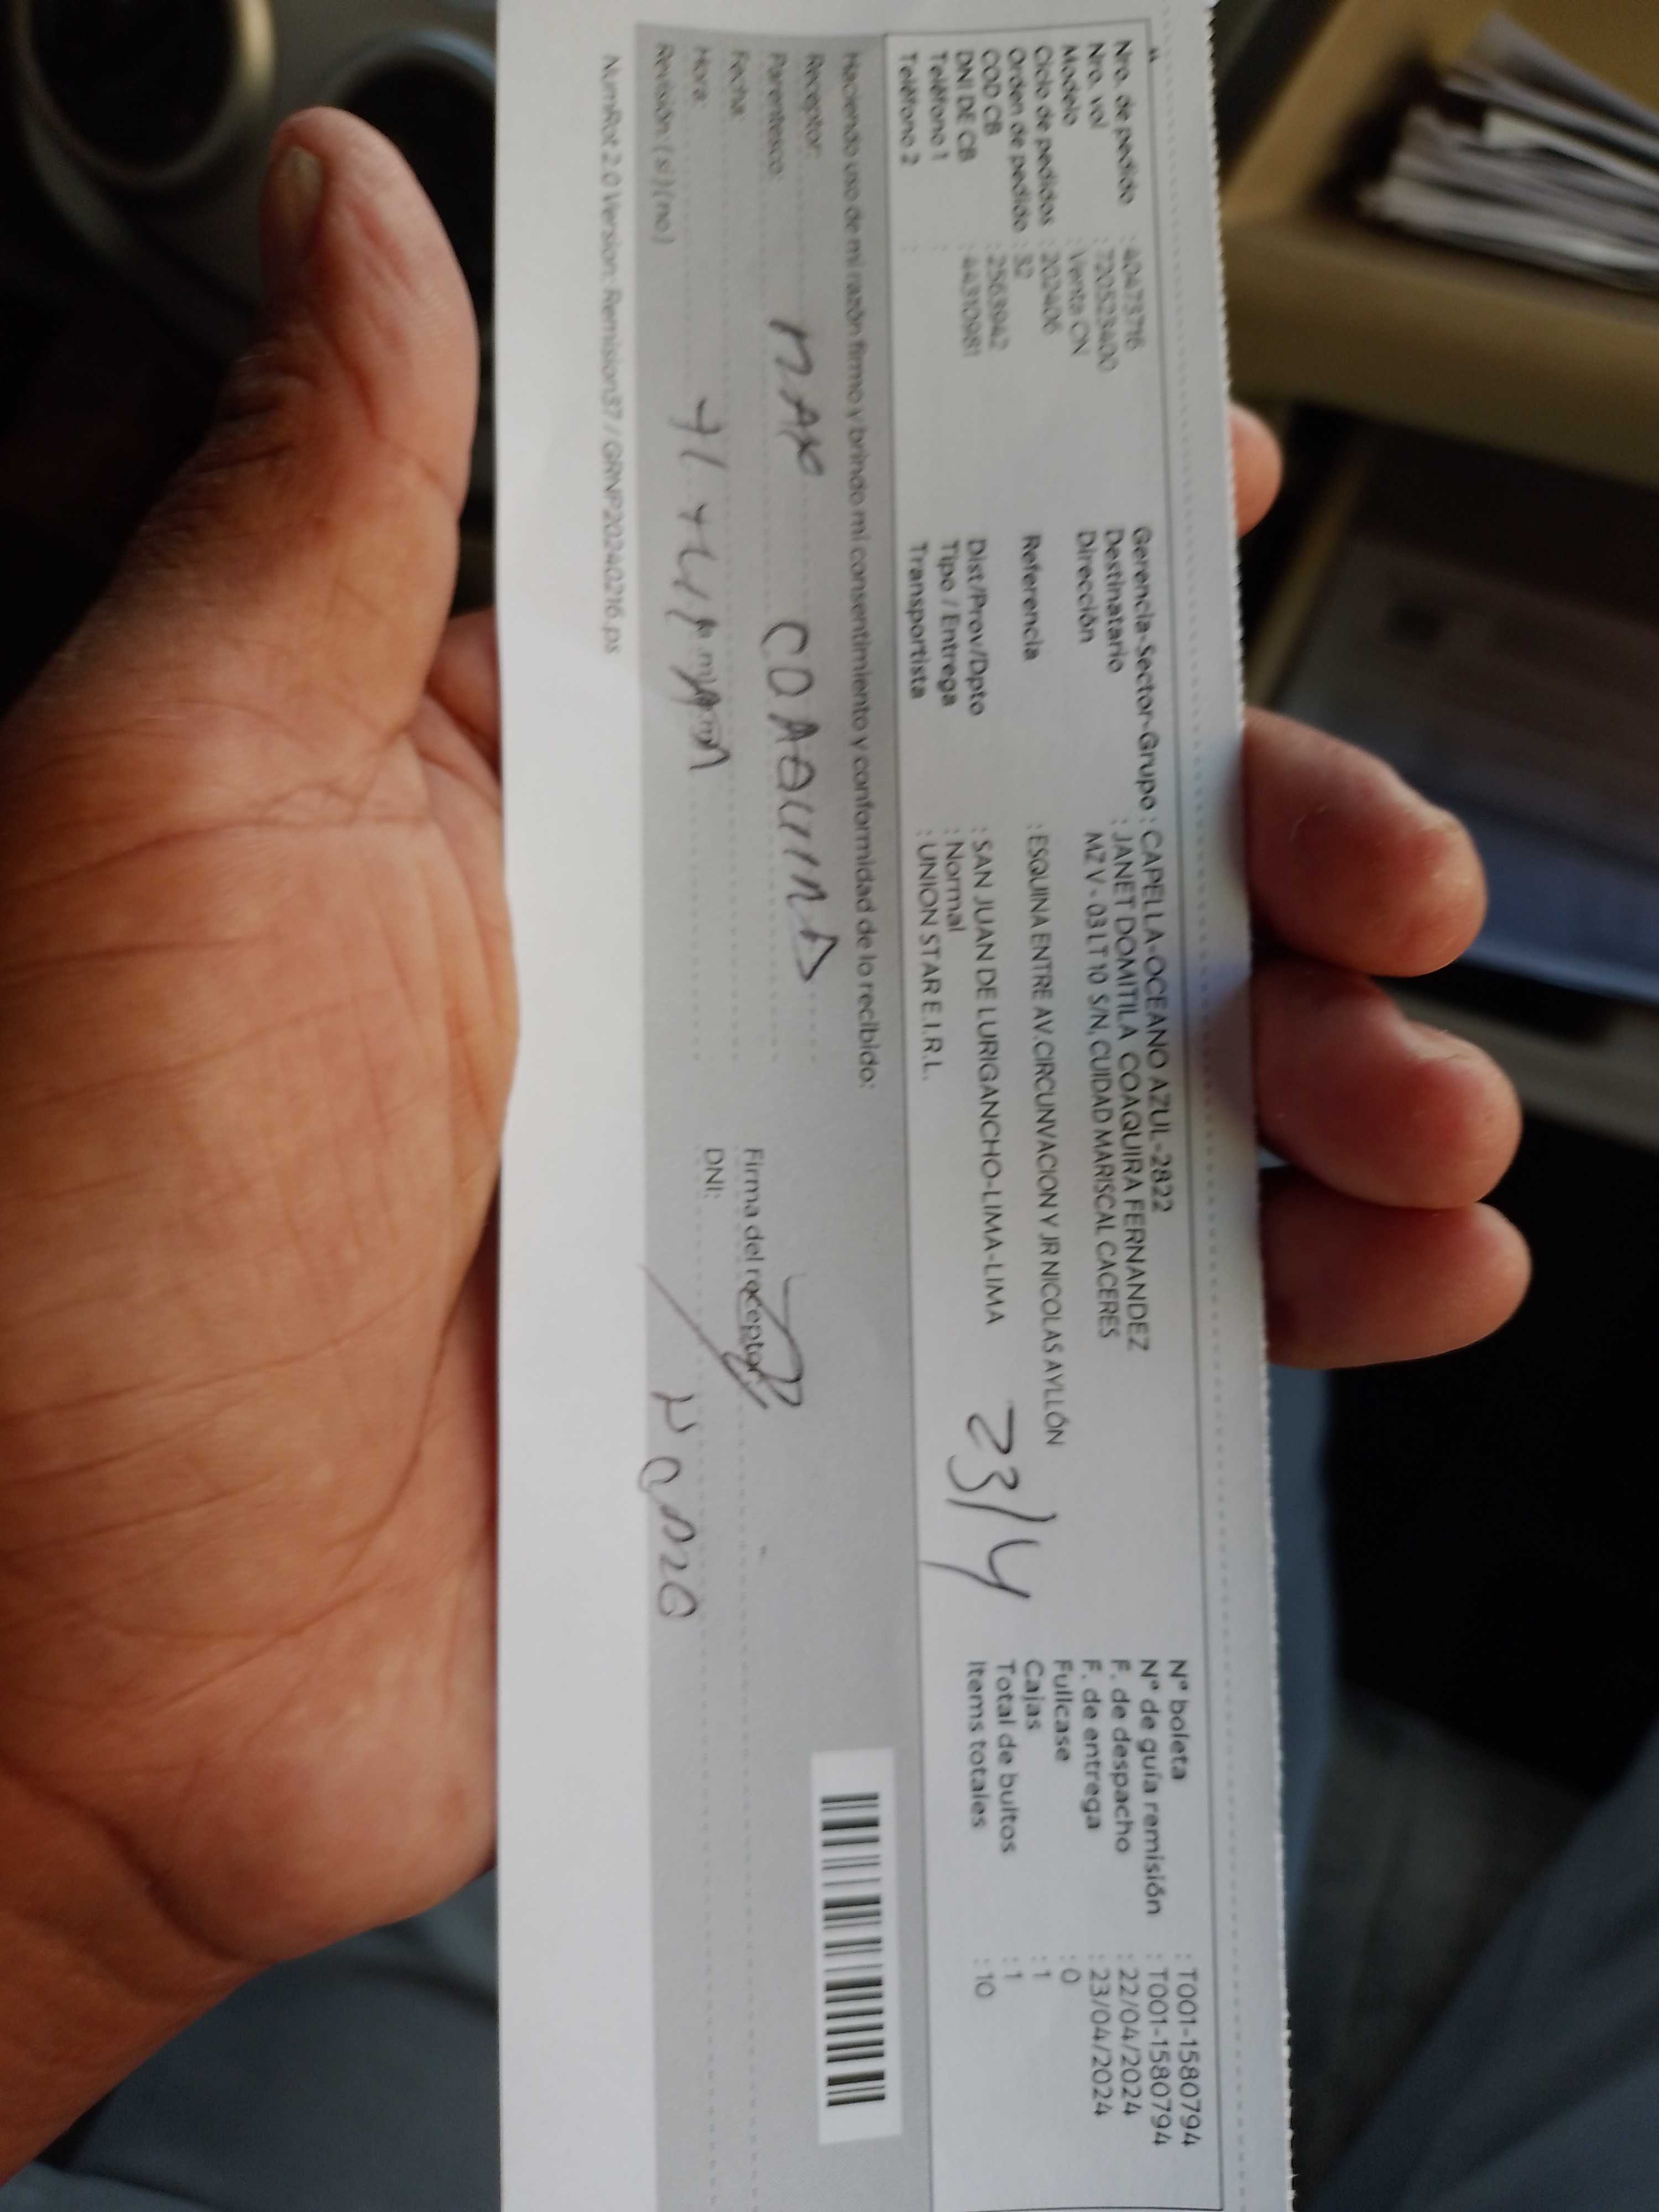 Nro. de pedido : 40473716
Nro. vol : 720523400
Modelo : Venta ON
Ciclo de pedidos : 202406
Orden de pedido : 32
COD CB : 2563942
DNI DE CB : 44310981
Teléfono 1 :
Teléfono 2 :
Gerencia-Sector-Grupo : CAPELLA-OCEANO AZUL-2822
Destinatario : JANET DOMITILA COAQUIRA FERNANDEZ
Dirección MZ V - 03 LT 10 S/N, CUIDAD MARISCAL CACERES
Referencia : ESQUINA ENTRE AV.CIRCUNVACION Y JR NICOLAS AYLLÓN
Dist/Prov/Dpto : SAN JUAN DE LURIGANCHO-LIMA-LIMA
Tipo / Entrega : Normal
Transportista : UNION STAR E.I.R.L.
23/4
Nº boleta : T001-1580794
Nº de guía remisión : T001-1580794
F. de despacho : 22/04/2024
F. de entrega : 23/04/2024
Fullcase : 0
Cajas : 1
Total de bultos : 1
Items totales : 10
Haciendo uso de mi razón firmo y brindo mi consentimiento y conformidad de lo recibido:
Receptor:
Parentesco:
Fecha:
Hora:
Revisión: ( si ) ( no )
Firma del receptor
DNI:
NumRot 2.0 Version: Remision37 / GRNP20240216.ps